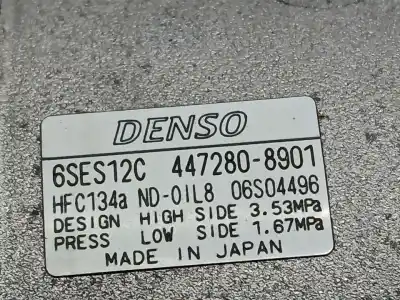 DENSO
6SES12C 447280-8901
HFC134a ND-OIL8 06S04496
DESIGN HIGH SIDE 3.53MPa
PRESS LOW SIDE 1.67MPa
MADE IN JAPAN